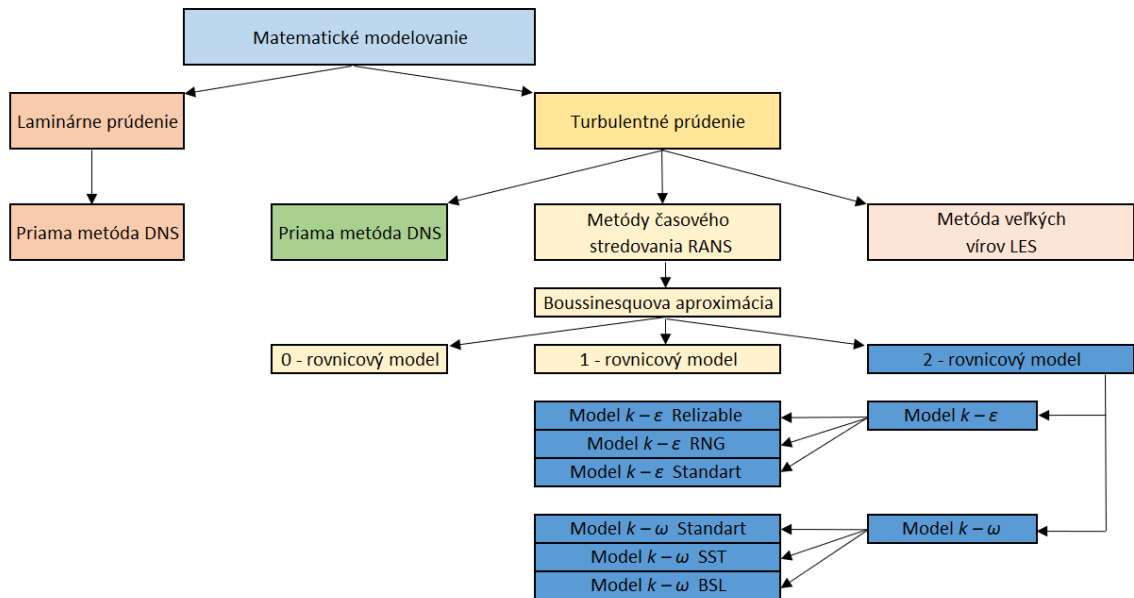 Matematické modelovanie
Laminárne prúdenie
Turbulentné prúdenie
Priama metóda DNS
Priama metóda DNS
Metódy časového
stredovania RANS
Metóda veľkých
vírov LES
Boussinesquova aproximácia
0 - rovnicový model
1 - rovnicový model
2 - rovnicový model
Model k – ε Relizable
Model k – ε
Model k – ε RNG
Model k – ε Standart
Model k – ω Standart
Model k – ω
Model k – ω SST
Model k – ω BSL